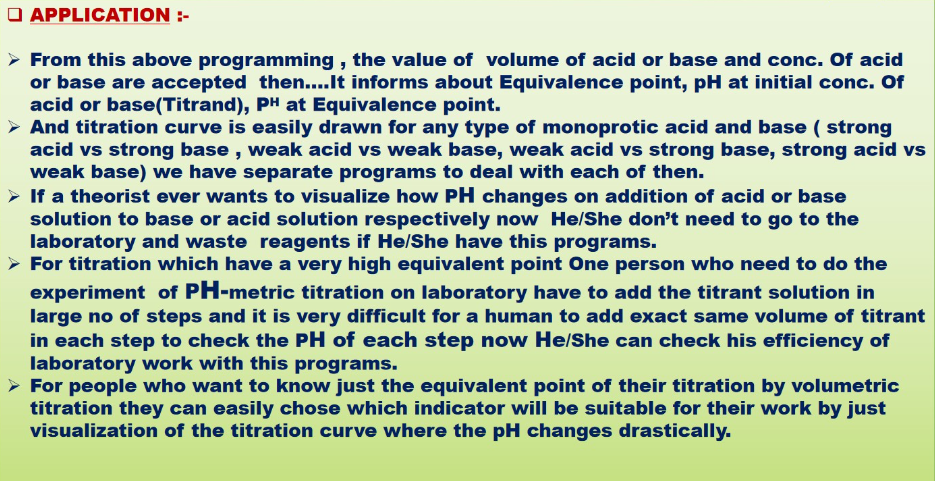 ❑ APPLICATION :-
➢ From this above programming , the value of volume of acid or base and conc. Of acid
or base are accepted then....It informs about Equivalence point, pH at initial conc. Of
acid or base(Titrand), Pᴴ at Equivalence point.
➢ And titration curve is easily drawn for any type of monoprotic acid and base ( strong
acid vs strong base , weak acid vs weak base, weak acid vs strong base, strong acid vs
weak base) we have separate programs to deal with each of then.
➢ If a theorist ever wants to visualize how PH changes on addition of acid or base
solution to base or acid solution respectively now He/She don't need to go to the
laboratory and waste reagents if He/She have this programs.
➢ For titration which have a very high equivalent point One person who need to do the
experiment of PH-metric titration on laboratory have to add the titrant solution in
large no of steps and it is very difficult for a human to add exact same volume of titrant
in each step to check the PH of each step now He/She can check his efficiency of
laboratory work with this programs.
➢ For people who want to know just the equivalent point of their titration by volumetric
titration they can easily chose which indicator will be suitable for their work by just
visualization of the titration curve where the pH changes drastically.